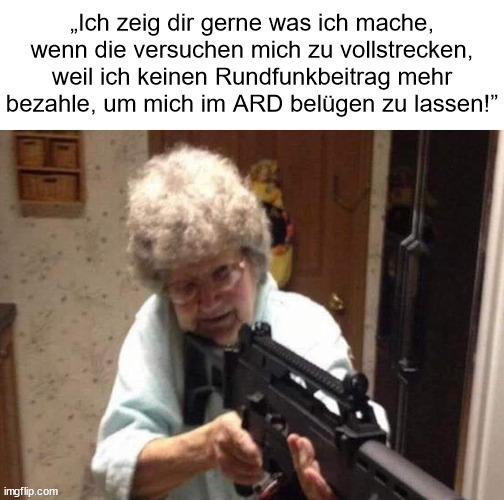 „Ich zeig dir gerne was ich mache,
wenn die versuchen mich zu vollstrecken,
weil ich keinen Rundfunkbeitrag mehr
bezahle, um mich im ARD belügen zu lassen!”
imgflip.com